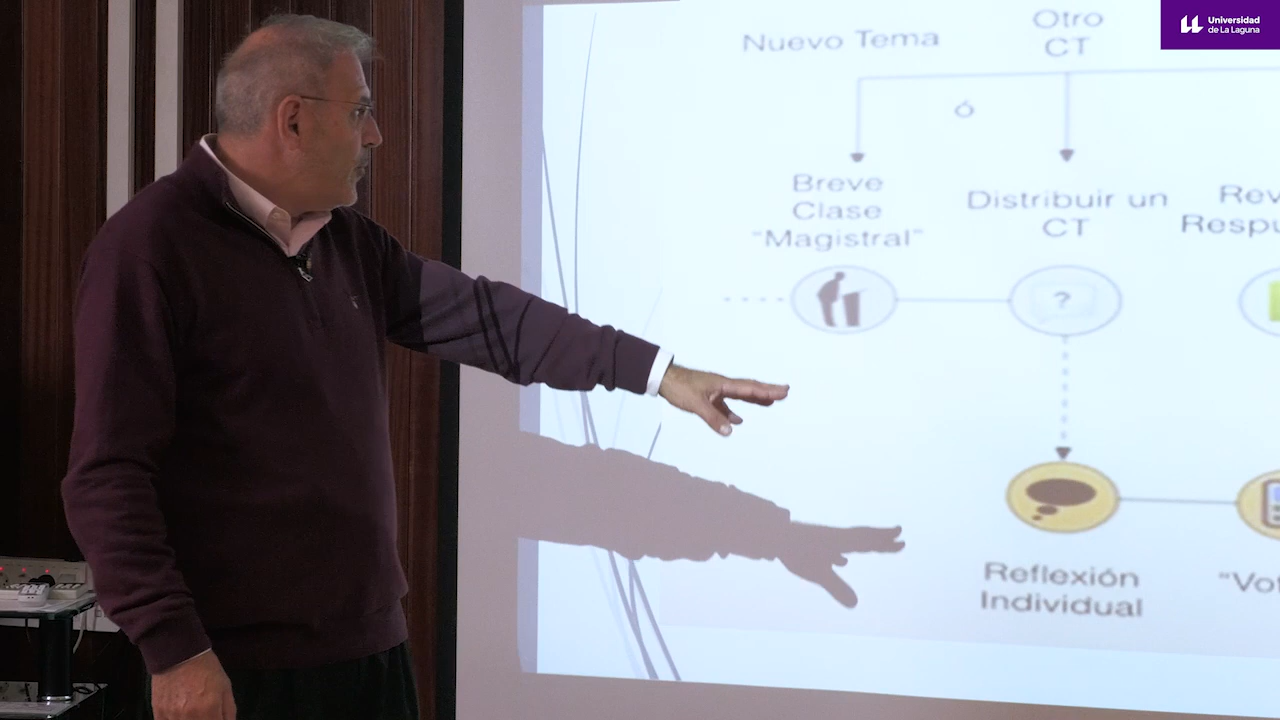 Universidad
de La Laguna
Nuevo Tema
Otro
CT
ó
Breve
Clase
"Magistral"
Distribuir un
CT
?
Reflexión
Individual